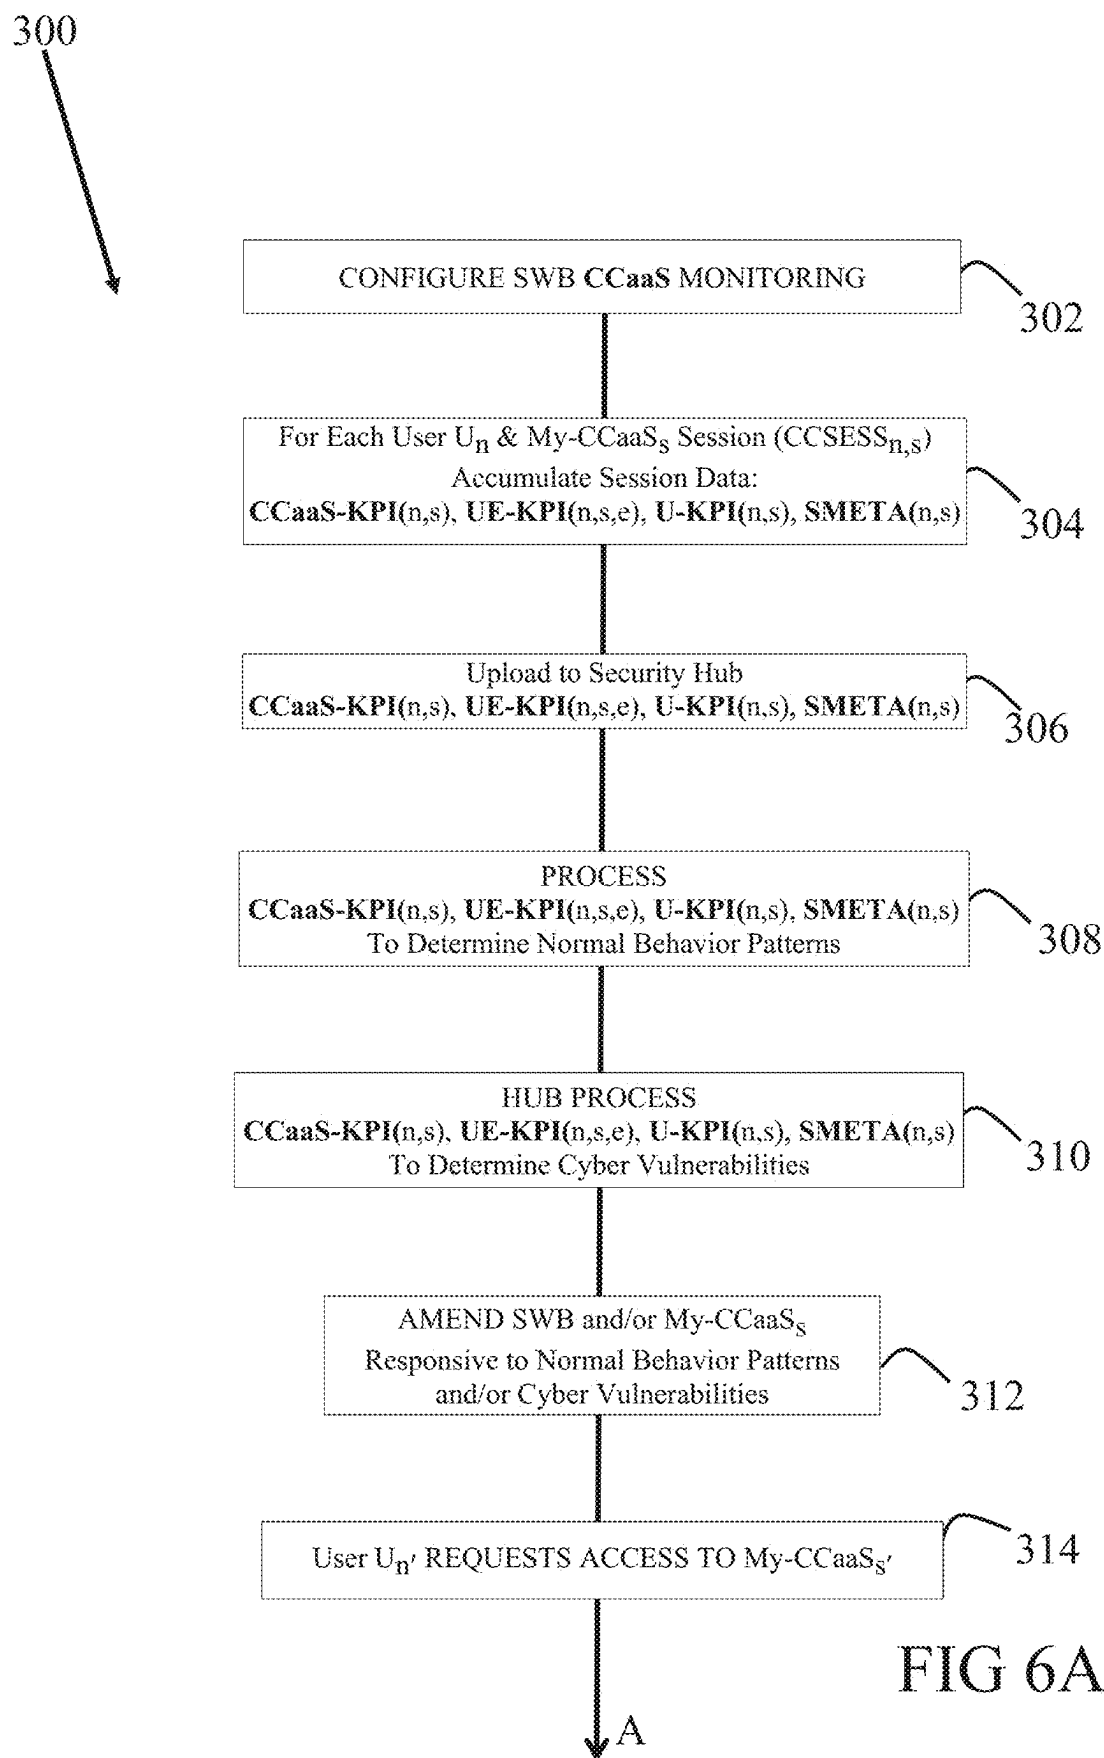 300
CONFIGURE SWB CCaaS MONITORING
302
For Each User Un & My-CCaaSs Session (CCSESSn,s)
Accumulate Session Data:
CCaaS-KPI(n,s), UE-KPI(n,s,e), U-KPI(n,s), SMETA(n,s)
304
Upload to Security Hub
CCaaS-KPI(n,s), UE-KPI(n,s,e), U-KPI(n,s), SMETA(n,s)
306
PROCESS
CCaaS-KPI(n,s), UE-KPI(n,s,e), U-KPI(n,s), SMETA(n,s)
To Determine Normal Behavior Patterns
308
HUB PROCESS
CCaaS-KPI(n,s), UE-KPI(n,s,e), U-KPI(n,s), SMETA(n,s)
To Determine Cyber Vulnerabilities
310
AMEND SWB and/or My-CCaaSs
Responsive to Normal Behavior Patterns
and/or Cyber Vulnerabilities
312
User Un' REQUESTS ACCESS TO My-CCaaSs'
314
FIG 6A
A